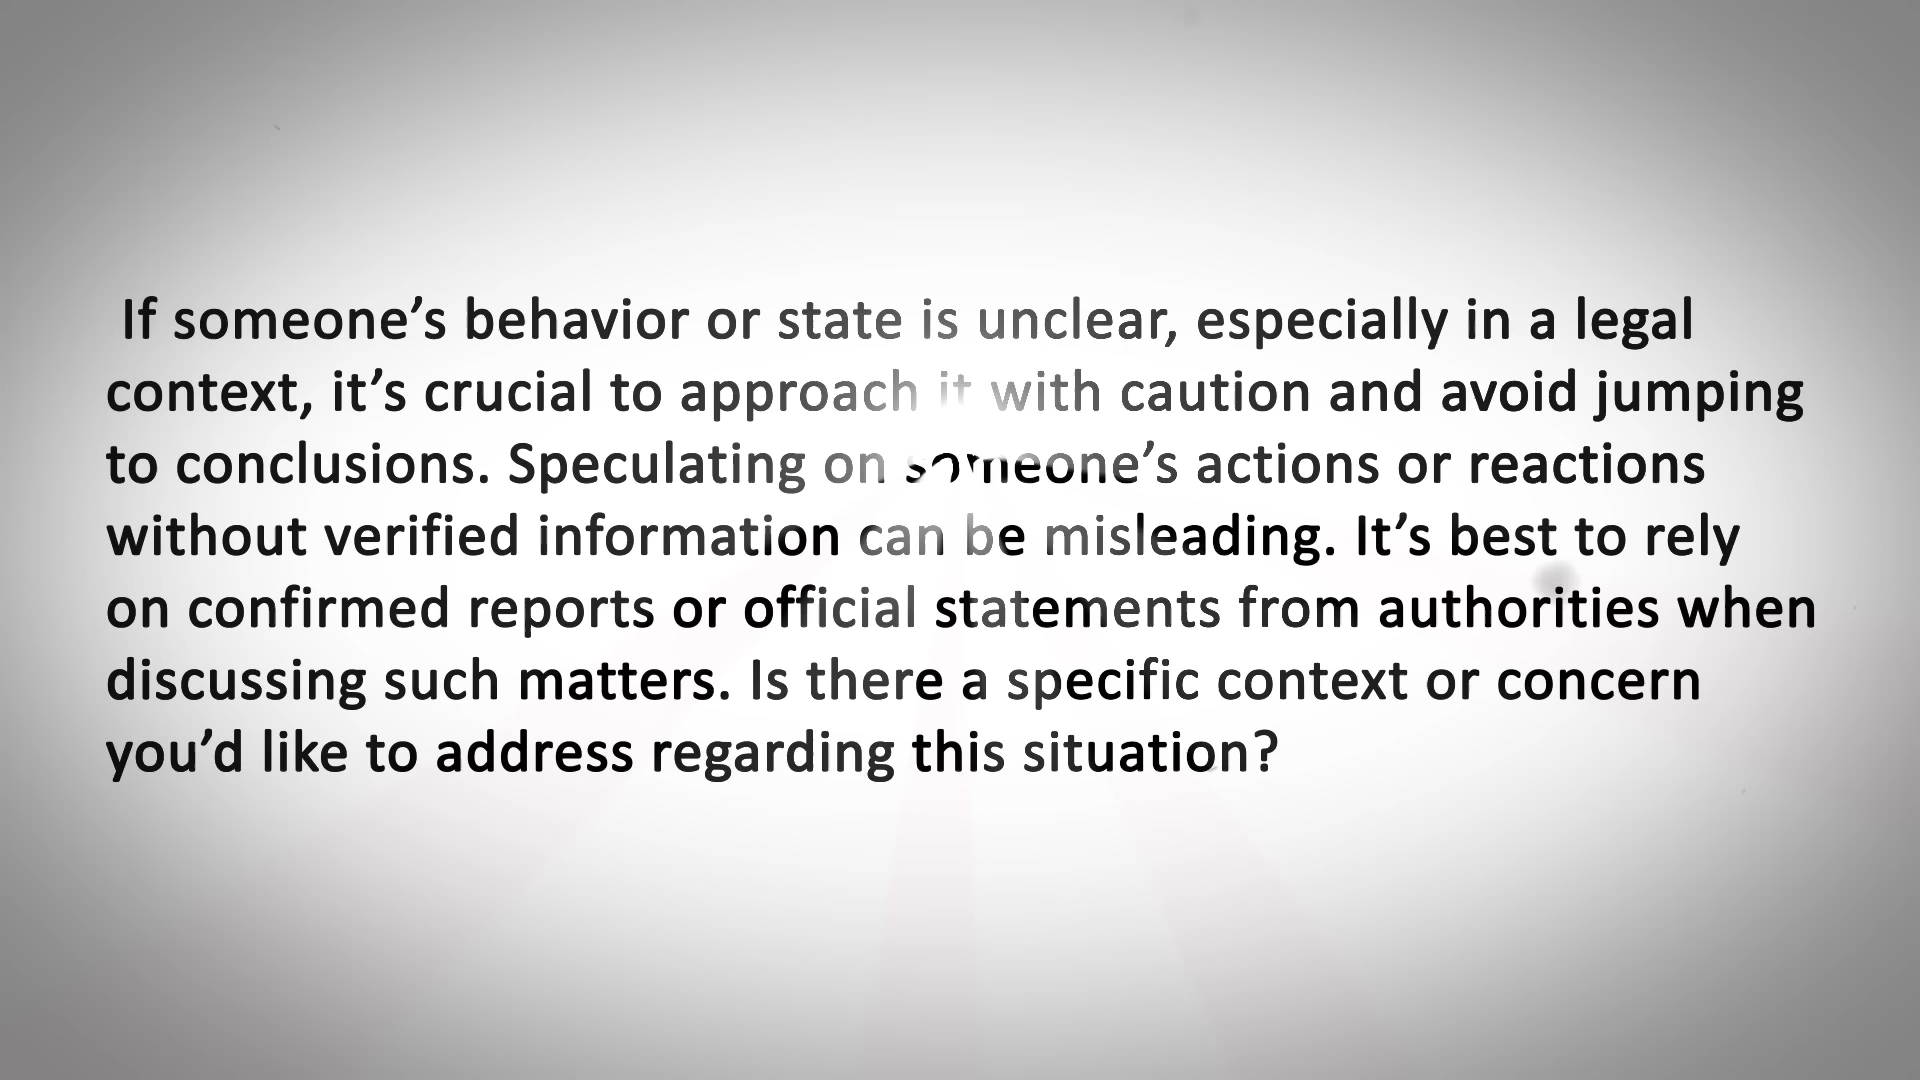 If someone’s behavior or state is unclear, especially in a legal
context, it’s crucial to approach it with caution and avoid jumping
to conclusions. Speculating on someone’s actions or reactions
without verified information can be misleading. It’s best to rely
on confirmed reports or official statements from authorities when
discussing such matters. Is there a specific context or concern
you’d like to address regarding this situation?